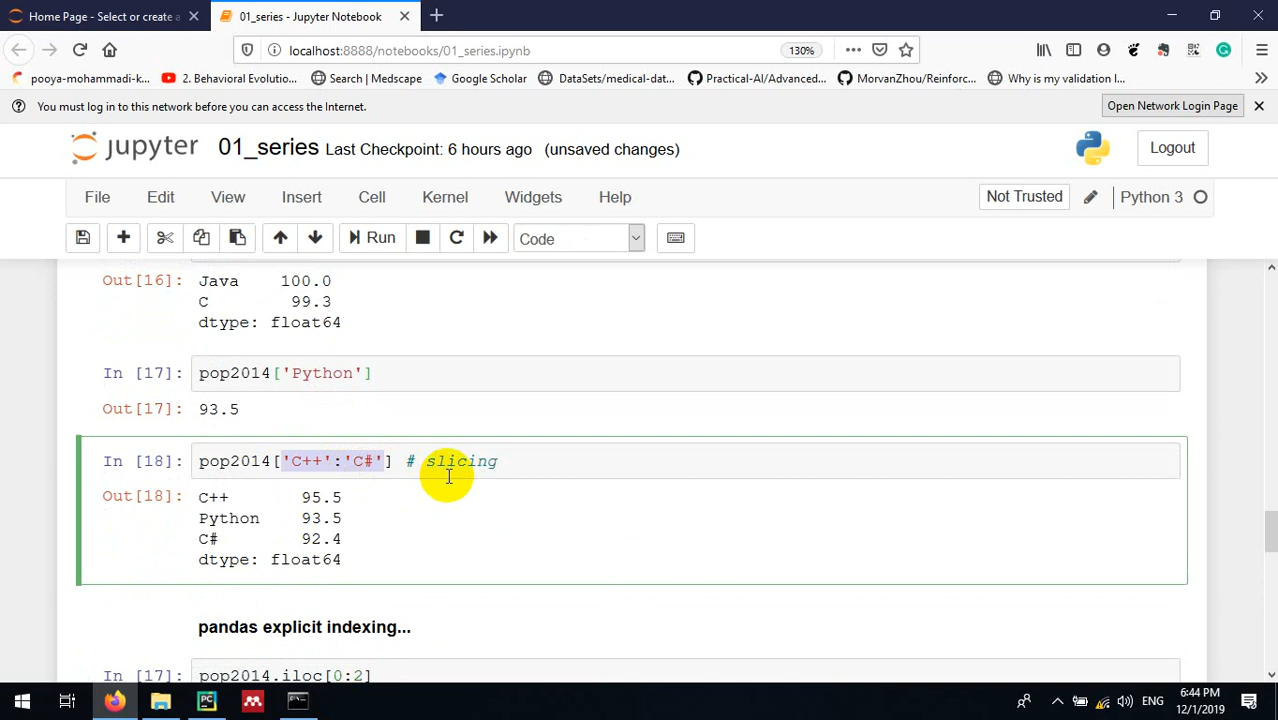 Home Page - Select or create a
01_series - Jupyter Notebook
localhost:8888/notebooks/01_series.ipynb
130%
pooya-mohammadi-k...
2. Behavioral Evolutio...
Search | Medscape
Google Scholar
DataSets/medical-dat...
Practical-AI/Advanced...
MorvanZhou/Reinforc...
Why is my validation I...
You must log in to this network before you can access the Internet.
Open Network Login Page
jupyter
01_series Last Checkpoint: 6 hours ago (unsaved changes)
Logout
File Edit View Insert Cell Kernel Widgets Help
Not Trusted
Python 3
Run
Code
Out[16]: Java 100.0
C 99.3
dtype: float64
In [17]: pop2014['Python']
Out[17]: 93.5
In [18]: pop2014['C++':'C#'] # slicing
Out[18]: C++ 95.5
Python 93.5
C# 92.4
dtype: float64
pandas explicit indexing...
In [17]: pop2014.iloc[0:2]
PC
ENG
6:44 PM
12/1/2019